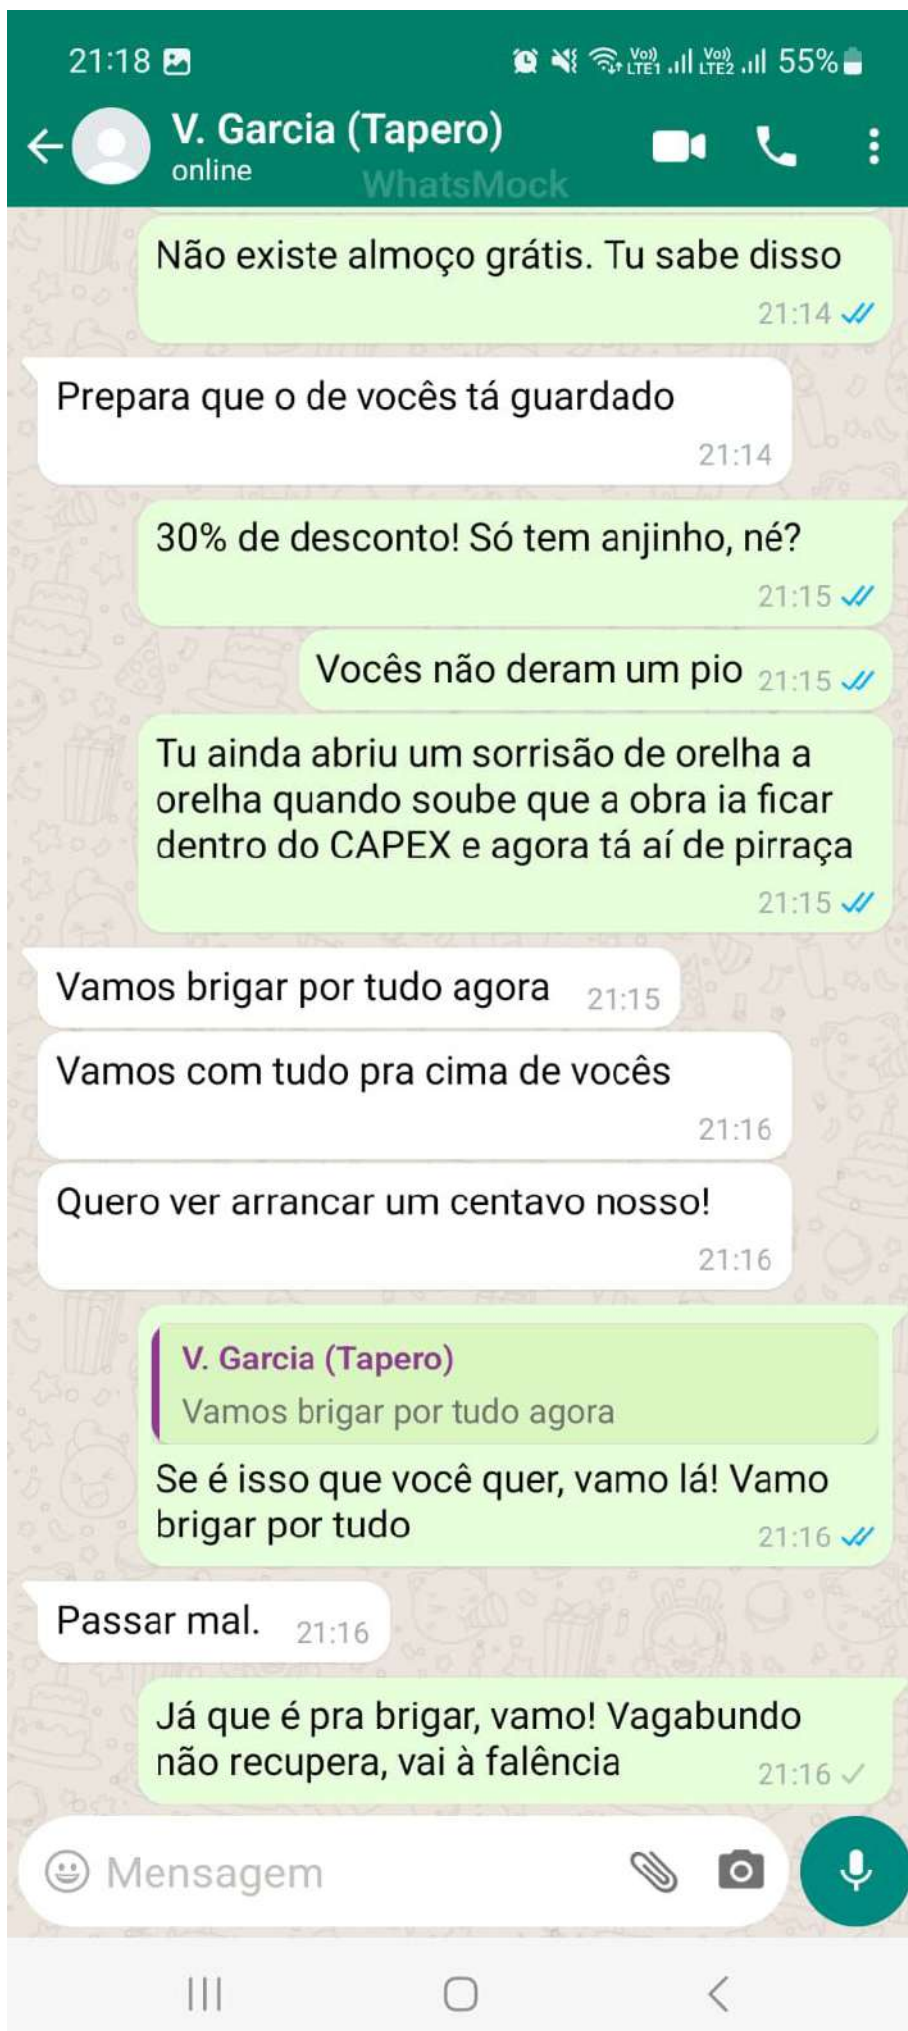 21:18 VoLTE1 VoLTE2 55%
V. Garcia (Tapero)
online
WhatsMock
Não existe almoço grátis. Tu sabe disso
21:14
Prepara que o de vocês tá guardado
21:14
30% de desconto! Só tem anjinho, né?
21:15
Vocês não deram um pio 21:15
Tu ainda abriu um sorrisão de orelha a
orelha quando soube que a obra ia ficar
dentro do CAPEX e agora tá aí de pirraça
21:15
Vamos brigar por tudo agora 21:15
Vamos com tudo pra cima de vocês
21:16
Quero ver arrancar um centavo nosso!
21:16
V. Garcia (Tapero)
Vamos brigar por tudo agora
Se é isso que você quer, vamo lá! Vamo
brigar por tudo 21:16
Passar mal. 21:16
Já que é pra brigar, vamo! Vagabundo
não recupera, vai à falência 21:16
Mensagem